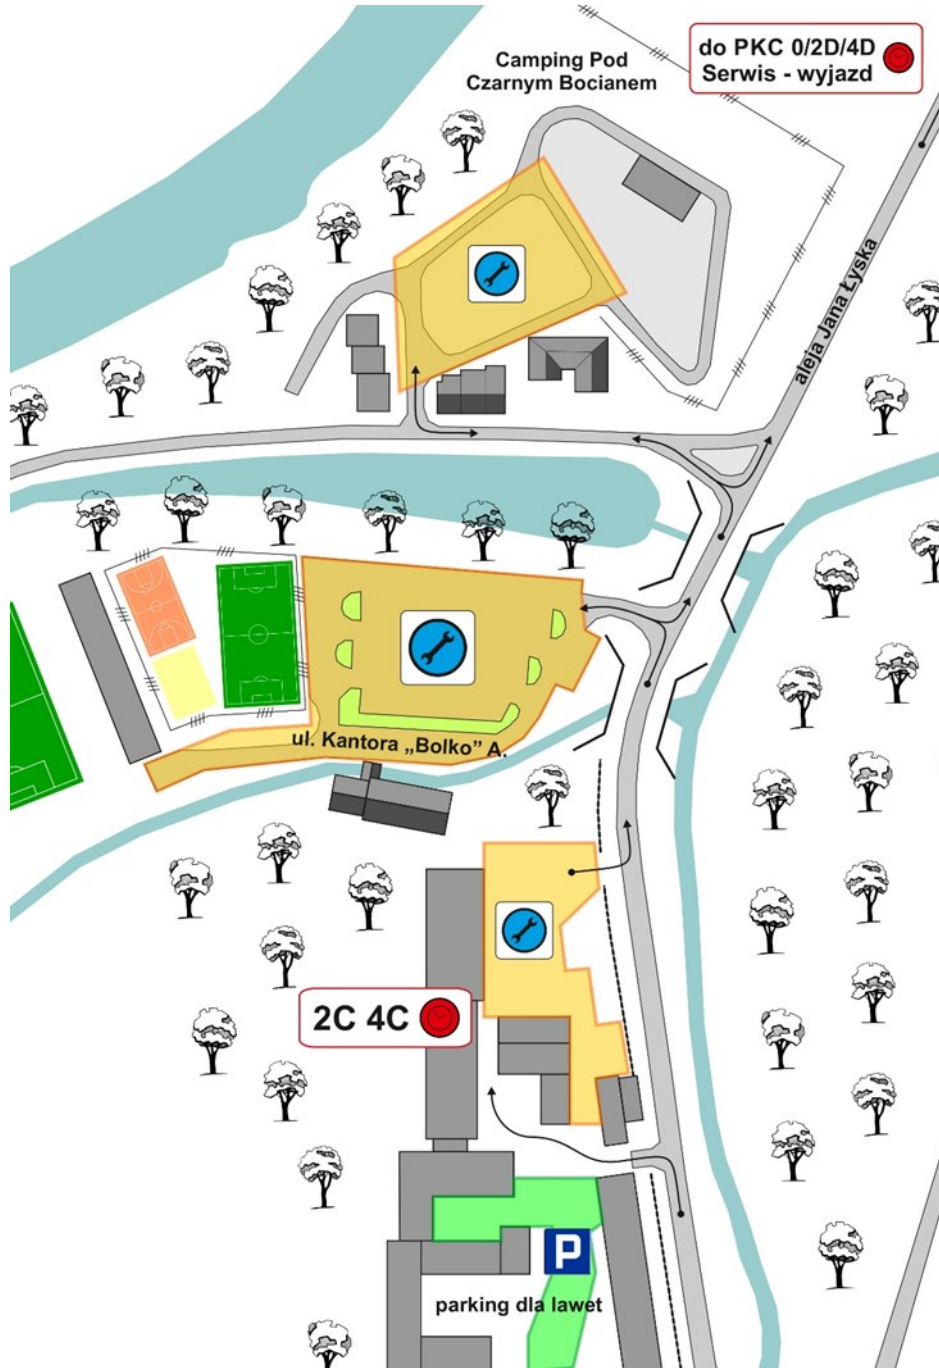 do PKC 0/2D/4D
Serwis - wyjazd
Camping Pod
Czarnym Bocianem
aleja Jana Łyska
ul. Kantora „Bolko” A.
2C 4C
P
parking dla lawet